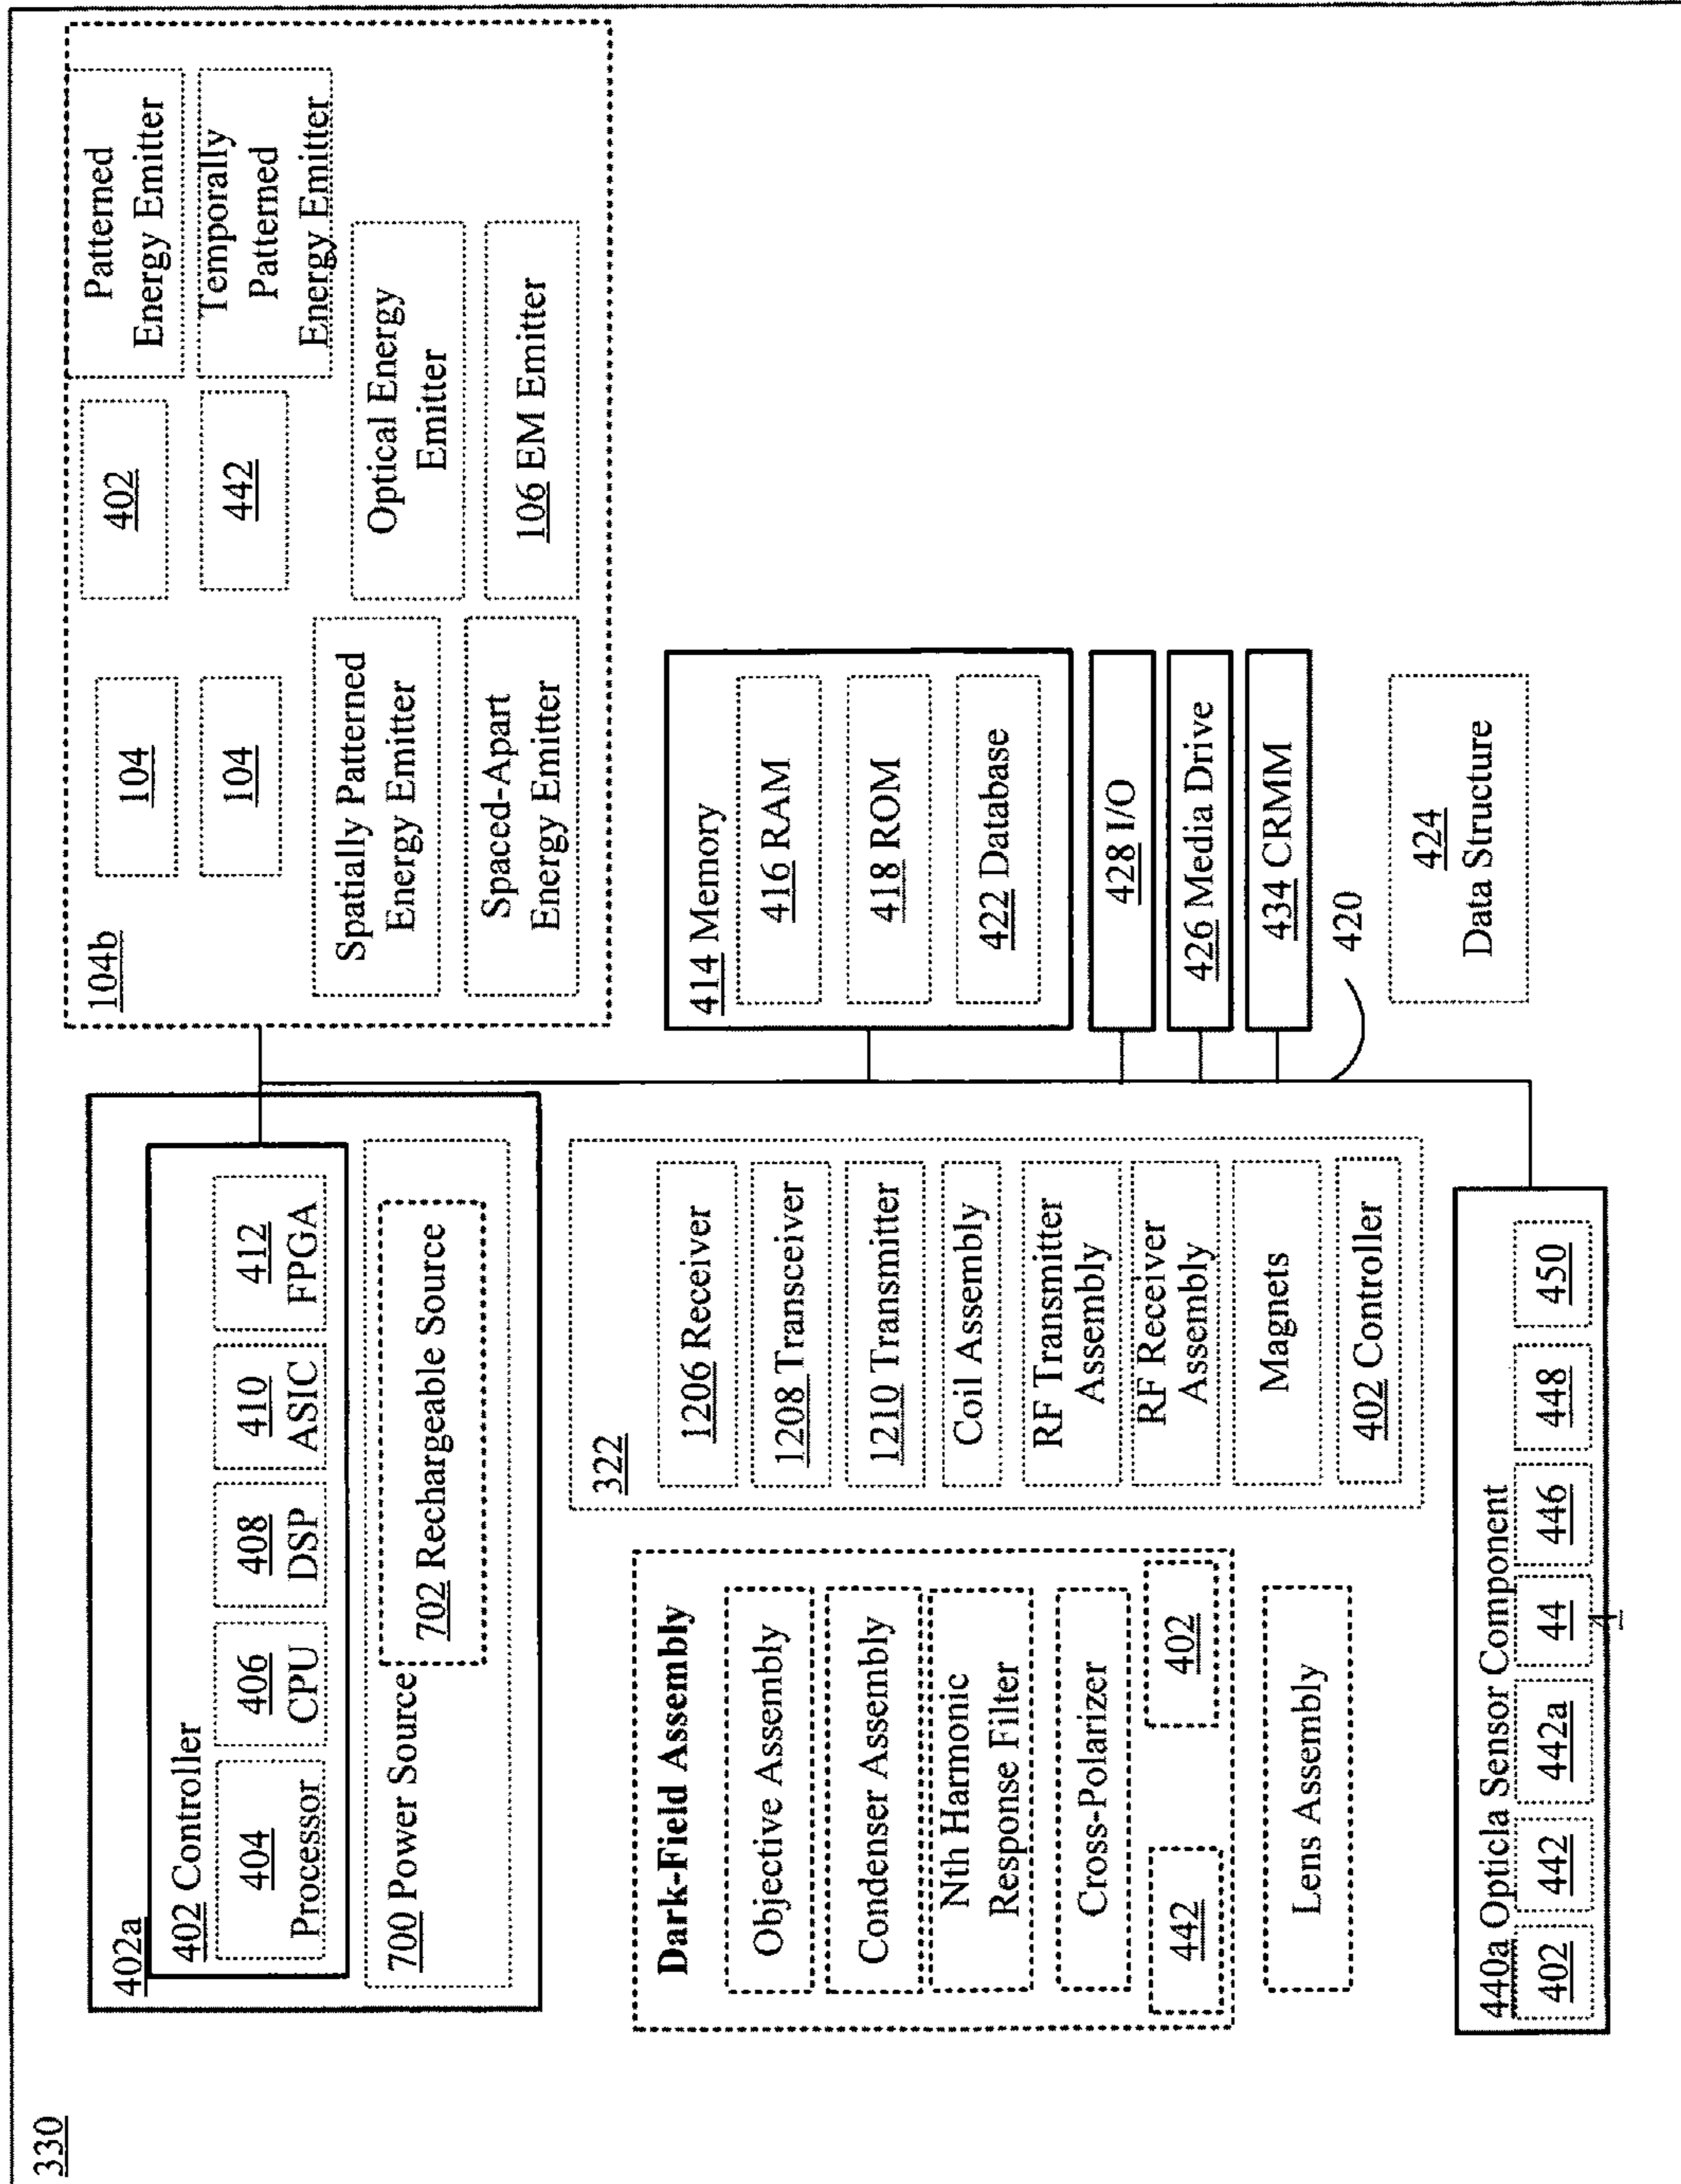 330
402a
402 Controller
404
Processor
406
CPU
408
DSP
410
ASIC
412
FPGA
700 Power Source
702 Rechargeable Source
104b
104
402
Patterned
Energy Emitter
104
442
Temporally
Patterned
Energy Emitter
Spatially Patterned
Energy Emitter
Optical Energy
Emitter
Spaced-Apart
Energy Emitter
106 EM Emitter
Dark-Field Assembly
Objective Assembly
Condenser Assembly
Nth Harmonic
Response Filter
Cross-Polarizer
442
402
Lens Assembly
322
1206 Receiver
1208 Transceiver
1210 Transmitter
Coil Assembly
RF Transmitter
Assembly
RF Receiver
Assembly
Magnets
402 Controller
414 Memory
416 RAM
418 ROM
422 Database
428 I/O
426 Media Drive
434 CRMM
420
424
Data Structure
440a Opticla Sensor Component
402
442
442a
44
4
446
448
450